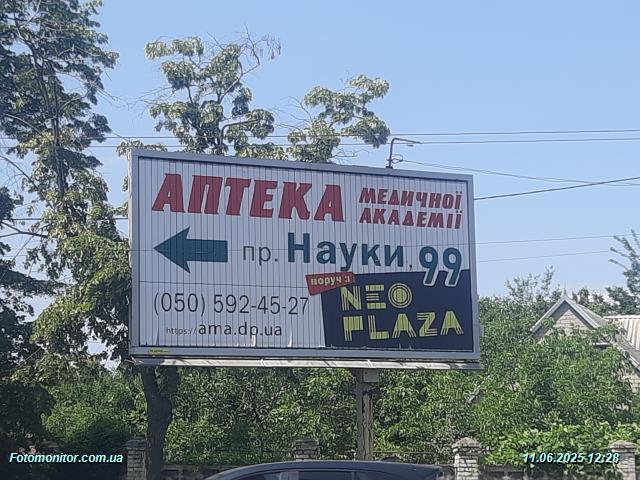 АПТЕКА МЕДИЧНОЇ
АКАДЕМІЇ
пр. Науки, 99
поруч з
NEO
PLAZA
(050) 592-45-27
https://ama.dp.ua
Fotomonitor.com.ua
11.06.2025 12:28